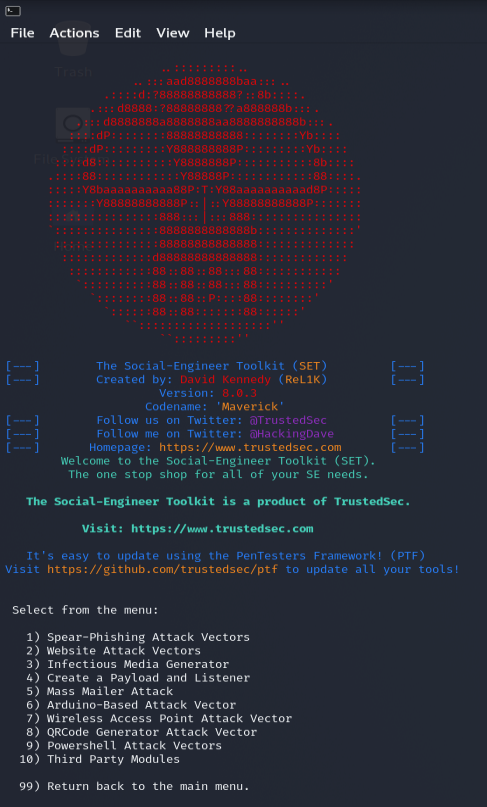 File Actions Edit View Help
Trash
[---]        The Social-Engineer Toolkit (SET)         [---]
[---]        Created by: David Kennedy (ReL1K)         [---]
Version: 8.0.3
Codename: 'Maverick'
[---]        Follow us on Twitter: @TrustedSec         [---]
[---]        Follow me on Twitter: @HackingDave        [---]
[---]       Homepage: https://www.trustedsec.com       [---]
Welcome to the Social-Engineer Toolkit (SET).
The one stop shop for all of your SE needs.
The Social-Engineer Toolkit is a product of TrustedSec.
Visit: https://www.trustedsec.com
It's easy to update using the PenTesters Framework! (PTF)
Visit https://github.com/trustedsec/ptf to update all your tools!
Select from the menu:
1) Spear-Phishing Attack Vectors
2) Website Attack Vectors
3) Infectious Media Generator
4) Create a Payload and Listener
5) Mass Mailer Attack
6) Arduino-Based Attack Vector
7) Wireless Access Point Attack Vector
8) QRCode Generator Attack Vector
9) Powershell Attack Vectors
10) Third Party Modules
99) Return back to the main menu.